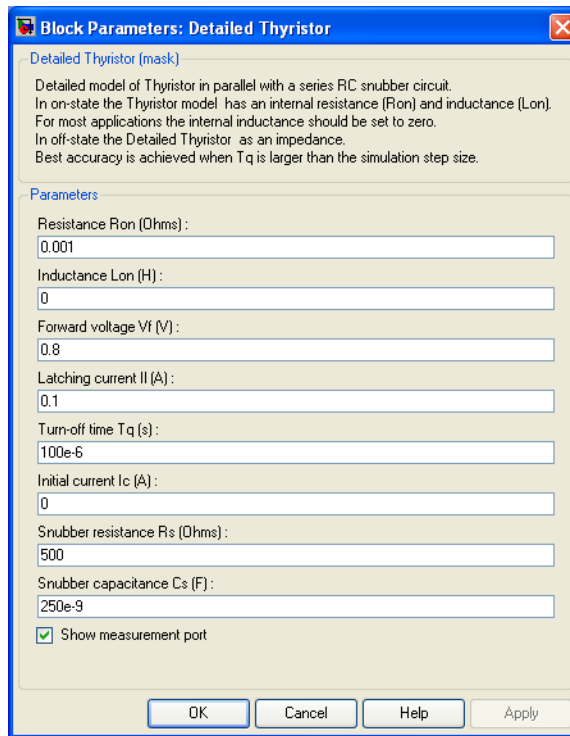 Block Parameters: Detailed Thyristor
Detailed Thyristor (mask)
Detailed model of Thyristor in parallel with a series RC snubber circuit.
In on-state the Thyristor model has an internal resistance (Ron) and inductance (Lon).
For most applications the internal inductance should be set to zero.
In off-state the Detailed Thyristor as an impedance.
Best accuracy is achieved when Tq is larger than the simulation step size.
Parameters
Resistance Ron (Ohms) :
0.001
Inductance Lon (H) :
0
Forward voltage Vf (V) :
0.8
Latching current Il (A) :
0.1
Turn-off time Tq (s) :
100e-6
Initial current Ic (A) :
0
Snubber resistance Rs (Ohms) :
500
Snubber capacitance Cs (F) :
250e-9
Show measurement port
OK Cancel Help Apply